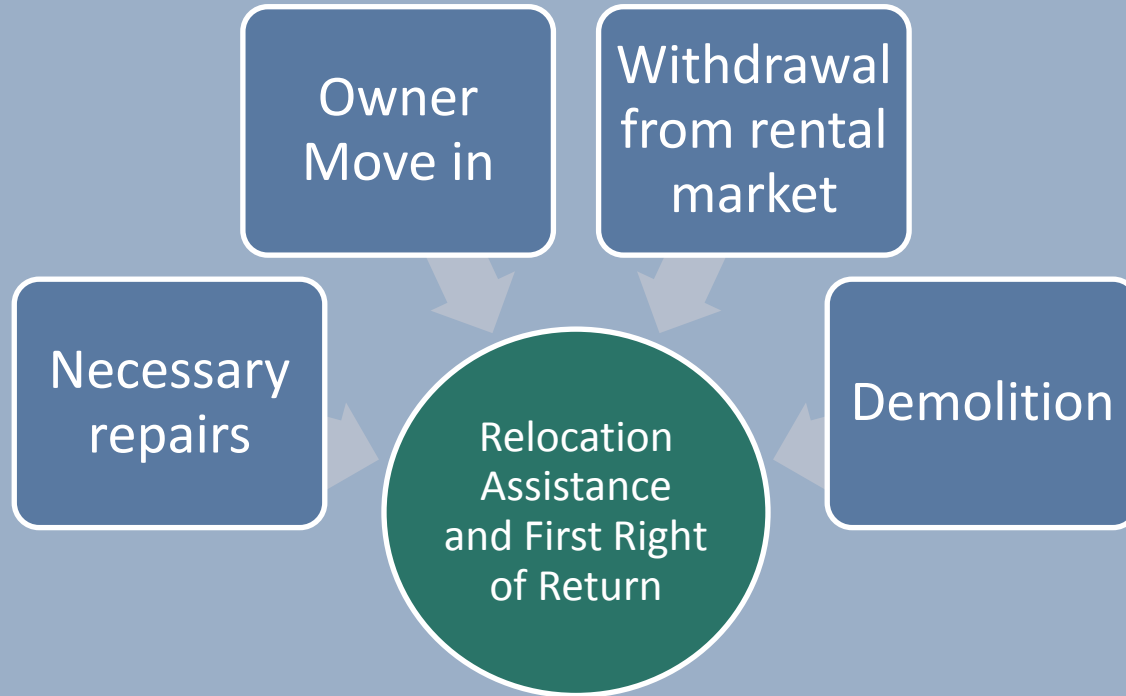 Owner
Move in
Withdrawal
from rental
market
Necessary
repairs
Demolition
Relocation
Assistance
and First Right
of Return